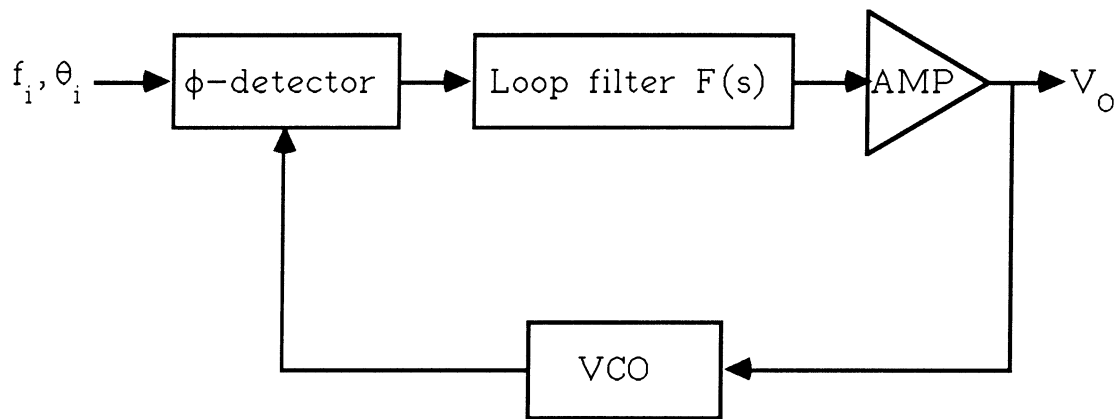 f_i, θ_i
φ-detector
Loop filter F(s)
AMP
V_o
VCO